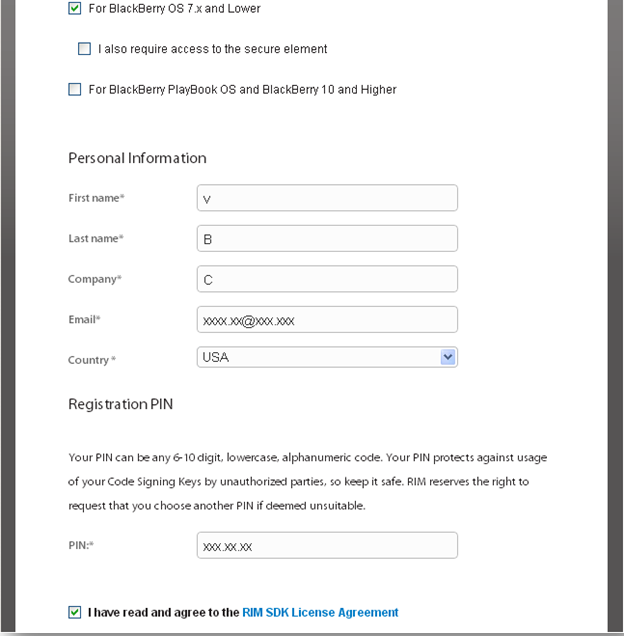 For BlackBerry OS 7.x and Lower
I also require access to the secure element
For BlackBerry PlayBook OS and BlackBerry 10 and Higher
Personal Information
First name* v
Last name* B
Company* C
Email* xxxx.xx@xxx.xxx
Country * USA
Registration PIN
Your PIN can be any 6-10 digit, lowercase, alphanumeric code. Your PIN protects against usage
of your Code Signing Keys by unauthorized parties, so keep it safe. RIM reserves the right to
request that you choose another PIN if deemed unsuitable.
PIN:* xxx.xx.xx
I have read and agree to the RIM SDK License Agreement